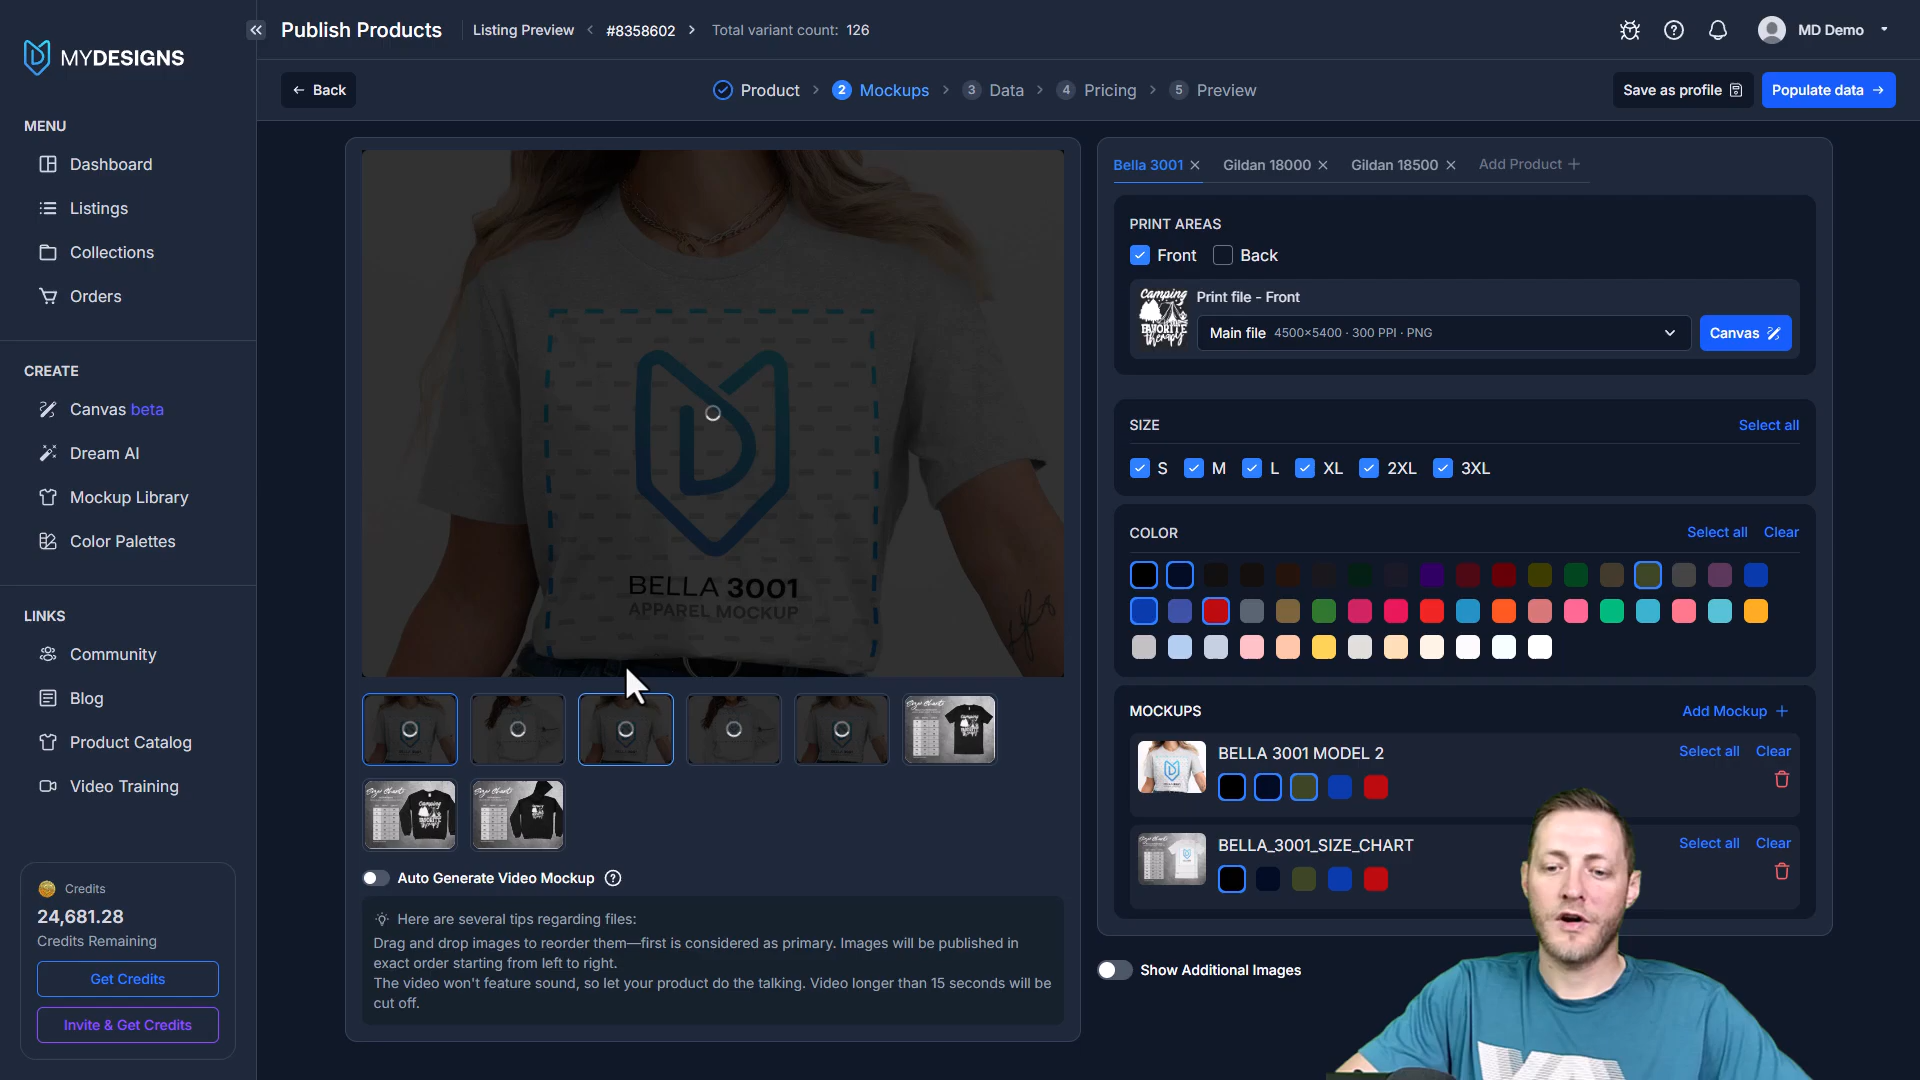 Publish Products
Listing Preview
#8358602
Total variant count: 126
MD Demo
MYDESIGNS
Back
Product
2 Mockups
3 Data
4 Pricing
5 Preview
Save as profile
Populate data
MENU
Dashboard
Listings
Collections
Orders
CREATE
Canvas beta
Dream AI
Mockup Library
Color Palettes
LINKS
Community
Blog
Product Catalog
Video Training
Credits
24,681.28
Credits Remaining
Get Credits
Invite & Get Credits
BELLA 3001
APPAREL MOCKUP
Auto Generate Video Mockup
Here are several tips regarding files:
Drag and drop images to reorder them—first is considered as primary. Images will be published in
exact order starting from left to right.
The video won't feature sound, so let your product do the talking. Video longer than 15 seconds will be
cut off.
Bella 3001
Gildan 18000
Gildan 18500
Add Product
PRINT AREAS
Front
Back
Camping
FAVORITE
therapy
Print file - Front
Main file 4500×5400 · 300 PPI · PNG
Canvas
SIZE
Select all
S
M
L
XL
2XL
3XL
COLOR
Select all
Clear
MOCKUPS
Add Mockup
BELLA 3001 MODEL 2
Select all
Clear
BELLA_3001_SIZE_CHART
Select all
Clear
Show Additional Images